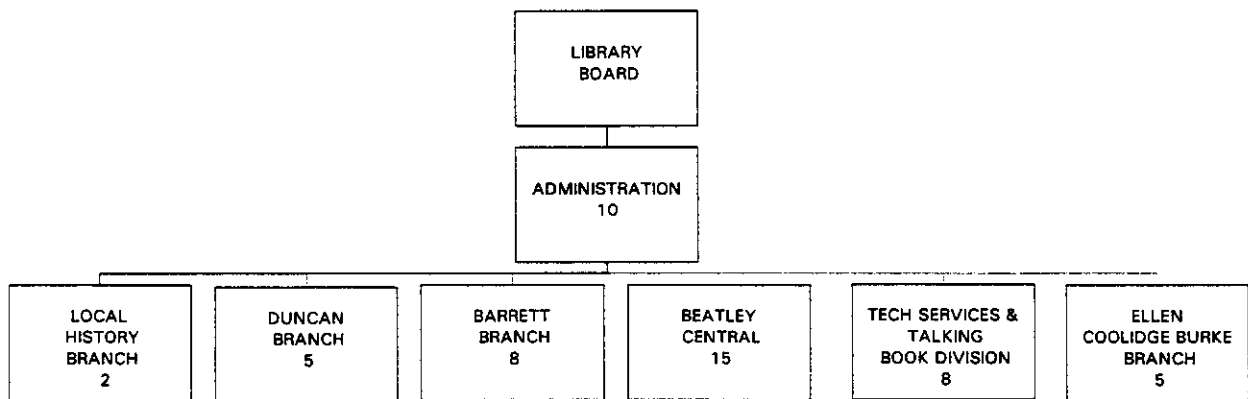 LIBRARY
BOARD
ADMINISTRATION
10
LOCAL
HISTORY
BRANCH
2
DUNCAN
BRANCH
5
BARRETT
BRANCH
8
BEATLEY
CENTRAL
15
TECH SERVICES &
TALKING
BOOK DIVISION
8
ELLEN
COOLIDGE BURKE
BRANCH
5